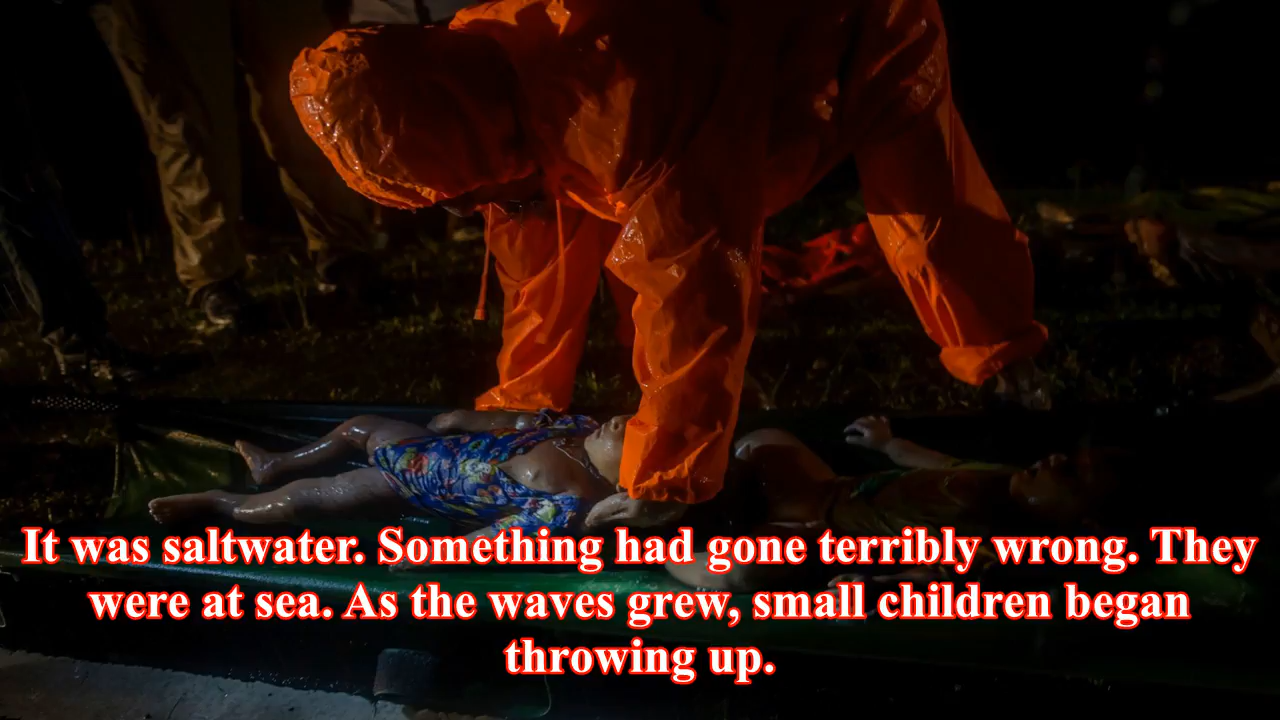 It was saltwater. Something had gone terribly wrong. They
were at sea. As the waves grew, small children began
throwing up.